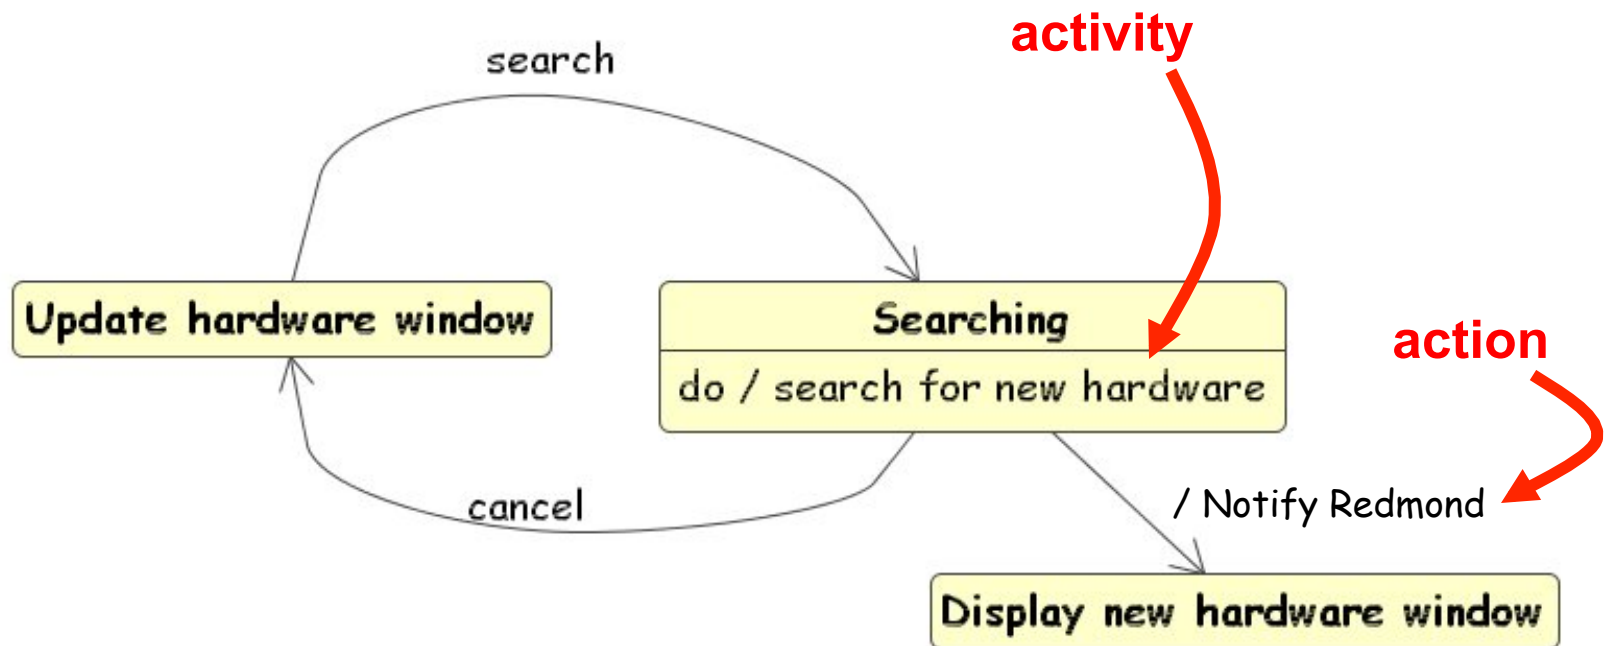 activity
search
Update hardware window
Searching
do / search for new hardware
action
cancel
/ Notify Redmond
Display new hardware window